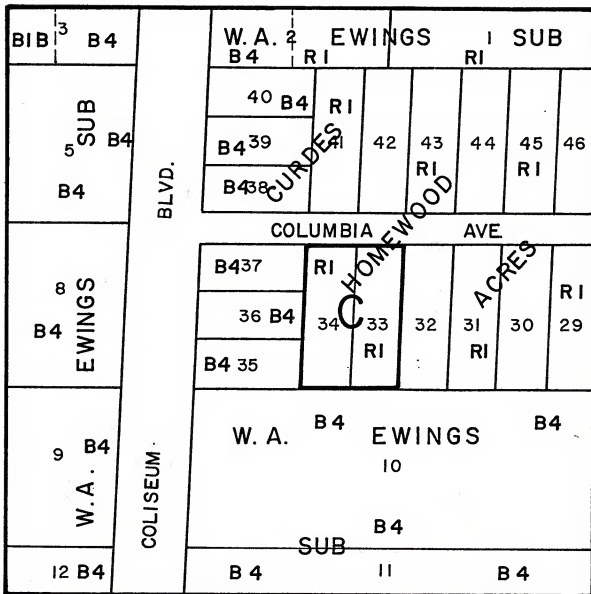 B1B 3 B4 W. A. 2 EWINGS 1 SUB
B4 R1 R1
40 B4 R1
5 SUB B4 B4 39 CURDES 41 42 43 44 45 46
R1 R1
B4 B4 38
BLVD.
COLUMBIA AVE
HOMEWOOD ACRES
B4 37 R1 R1
8 36 B4 34 C 33 32 31 30 29
B4 EWINGS B4 35 R1 R1
B4 B4
9 B4 W. A. EWINGS
W. A. 10
COLISEUM B4
SUB
12 B4 B4 11 B4